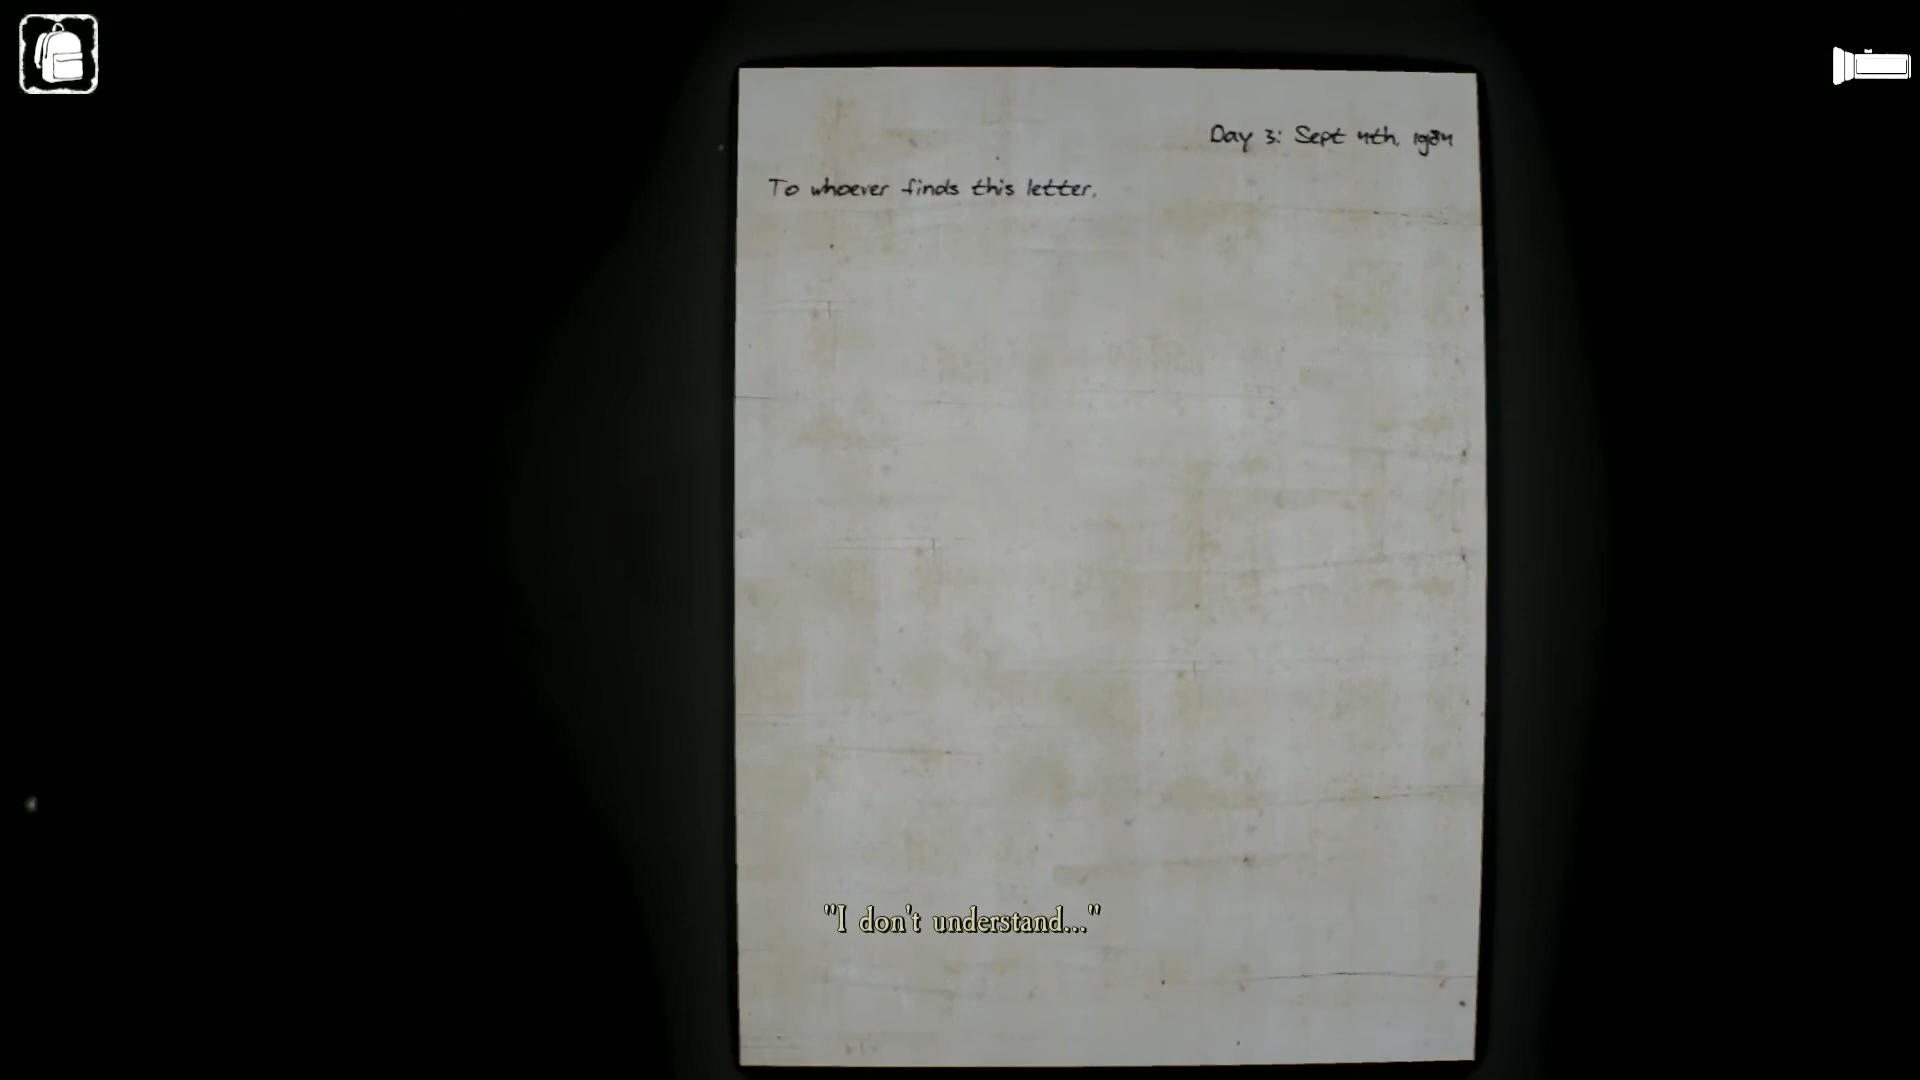 Day 3: Sept 4th, 1984
To whoever finds this letter,
"I don't understand..."